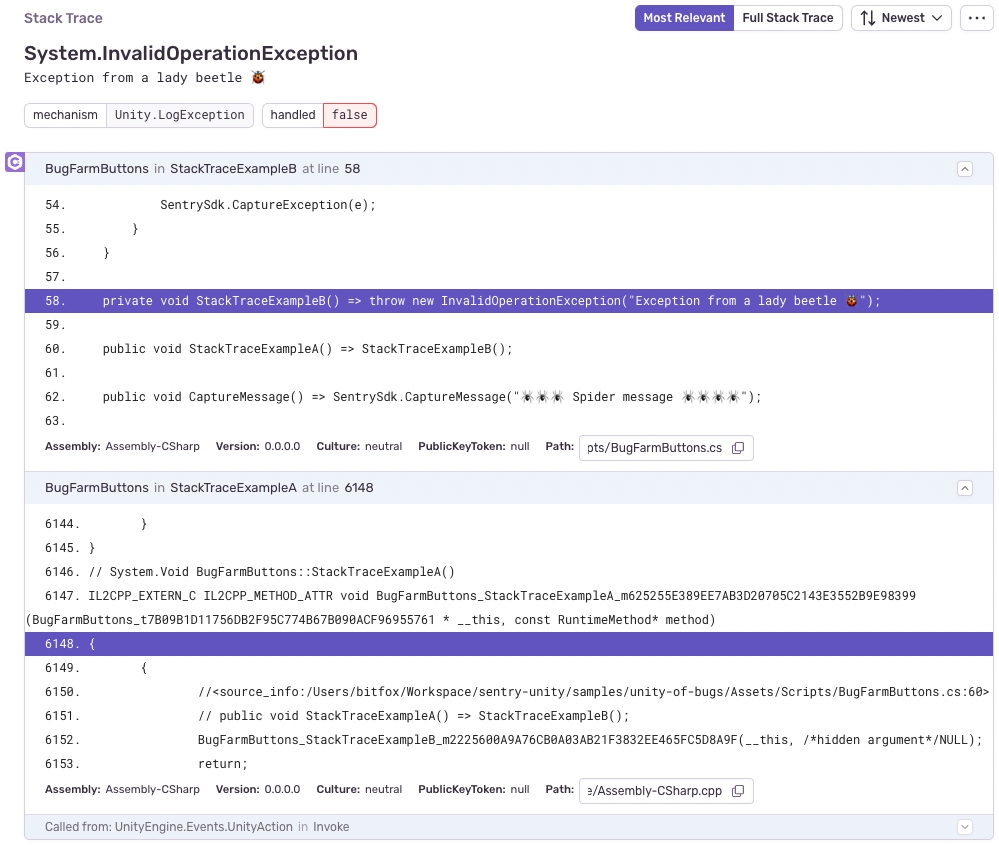 Stack Trace
Most Relevant
Full Stack Trace
Newest
System.InvalidOperationException
Exception from a lady beetle 🐞
mechanism Unity.LogException handled false
BugFarmButtons in StackTraceExampleB at line 58
54. SentrySdk.CaptureException(e);
55. }
56. }
57.
58. private void StackTraceExampleB() => throw new InvalidOperationException("Exception from a lady beetle 🐞");
59.
60. public void StackTraceExampleA() => StackTraceExampleB();
61.
62. public void CaptureMessage() => SentrySdk.CaptureMessage("🕷🕷🕷 Spider message 🕷🕷🕷🕷");
63.
Assembly: Assembly-CSharp Version: 0.0.0.0 Culture: neutral PublicKeyToken: null Path: pts/BugFarmButtons.cs
BugFarmButtons in StackTraceExampleA at line 6148
6144. }
6145. }
6146. // System.Void BugFarmButtons::StackTraceExampleA()
6147. IL2CPP_EXTERN_C IL2CPP_METHOD_ATTR void BugFarmButtons_StackTraceExampleA_m625255E389EE7AB3D20705C2143E3552B9E98399
(BugFarmButtons_t7B09B1D11756DB2F95C774B67B090ACF96955761 * __this, const RuntimeMethod* method)
6148. {
6149. {
6150. //<source_info:/Users/bitfox/Workspace/sentry-unity/samples/unity-of-bugs/Assets/Scripts/BugFarmButtons.cs:60>
6151. // public void StackTraceExampleA() => StackTraceExampleB();
6152. BugFarmButtons_StackTraceExampleB_m2225600A9A76CB0A03AB21F3832EE465FC5D8A9F(__this, /*hidden argument*/NULL);
6153. return;
Assembly: Assembly-CSharp Version: 0.0.0.0 Culture: neutral PublicKeyToken: null Path: e/Assembly-CSharp.cpp
Called from: UnityEngine.Events.UnityAction in Invoke